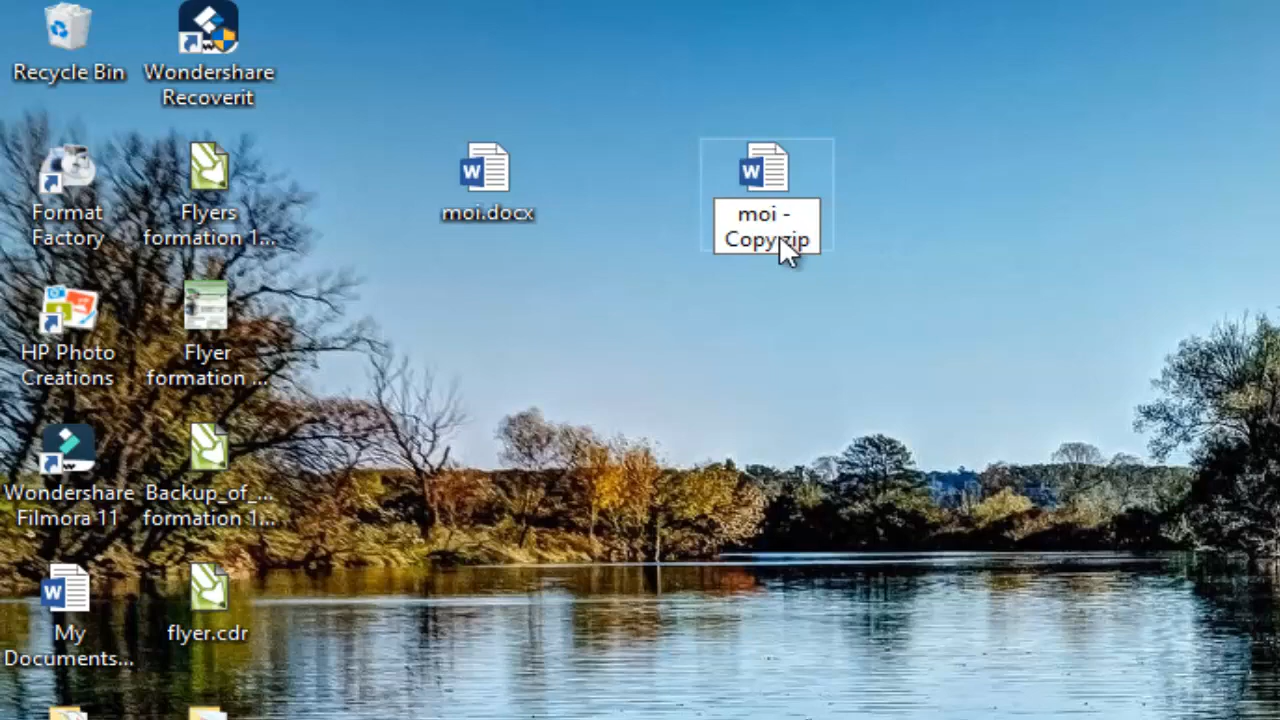 Recycle Bin
Wondershare
Recoverit
Format
Factory
Flyers
formation 1...
moi.docx
moi -
Copy.zip
HP Photo
Creations
Flyer
formation ...
Wondershare
Filmora 11
Backup_of_...
formation 1...
My
Documents...
flyer.cdr